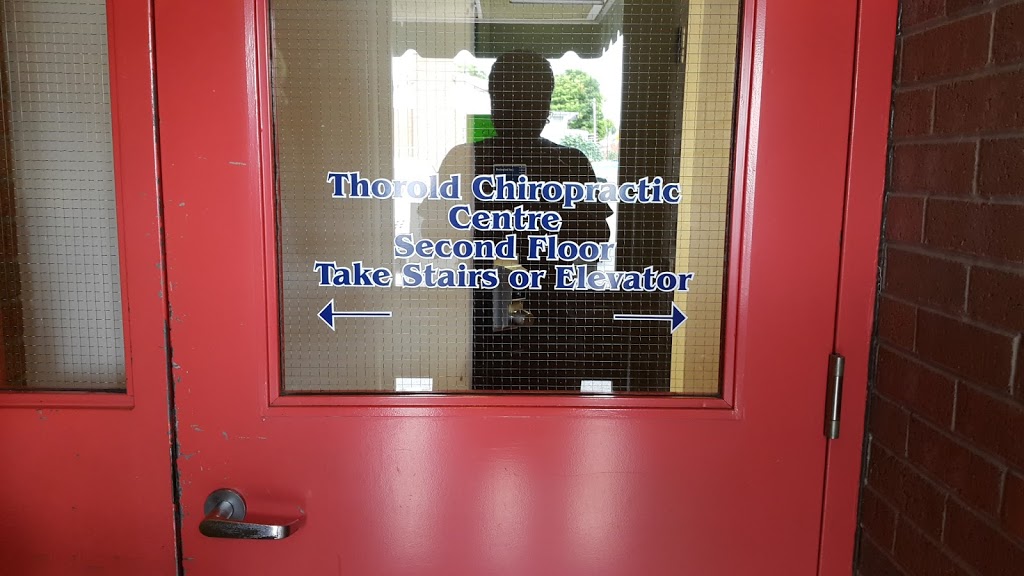 Thorold Chiropractic
Centre
Second Floor
Take Stairs or Elevator